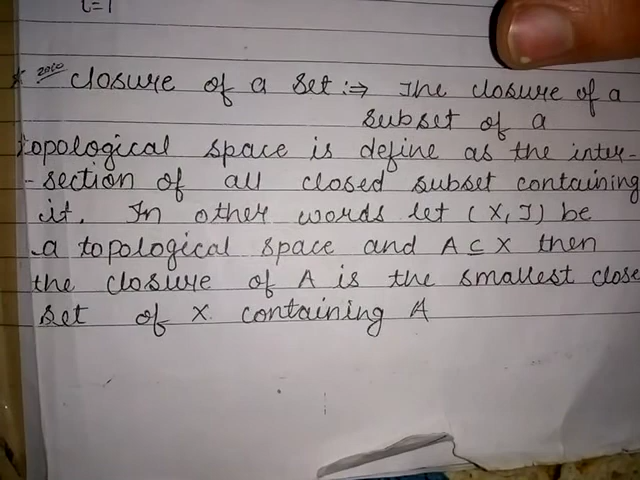 i=1
* 2010 Closure of a set :⇒ The closure of a
subset of a
topological space is define as the inter-
-section of all closed subset containing
it. In other words let (X, J) be
a topological space and A ⊆ X then
the closure of A is the smallest close
set of X. containing A